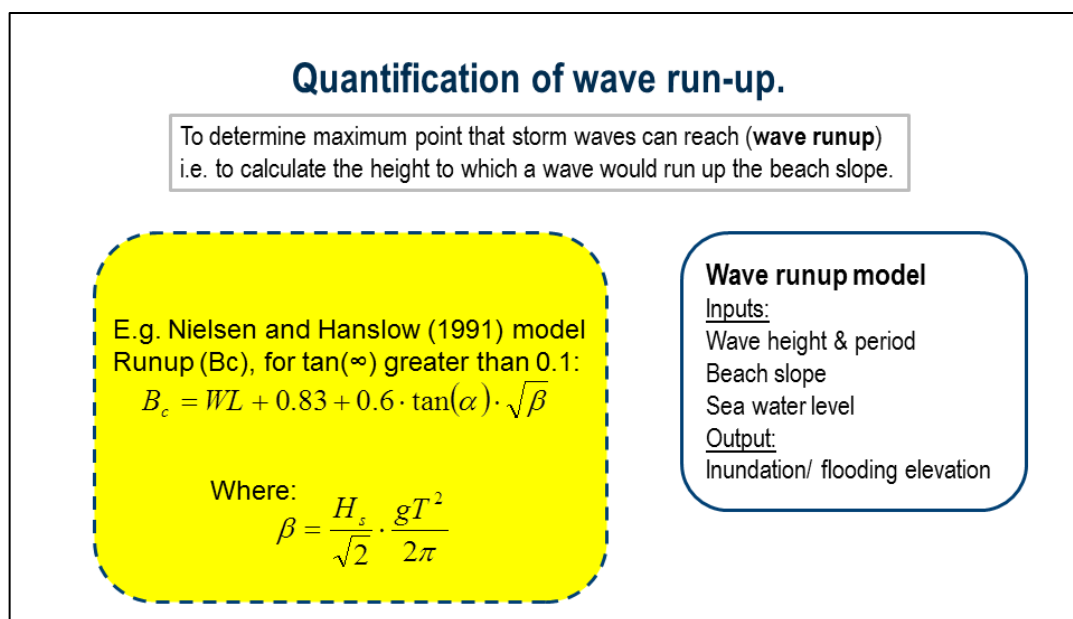 Quantification of wave run-up.
To determine maximum point that storm waves can reach (wave runup)
i.e. to calculate the height to which a wave would run up the beach slope.
E.g. Nielsen and Hanslow (1991) model
Runup (Bc), for tan(∞) greater than 0.1:
B_c = WL + 0.83 + 0.6 · tan(α) · √β
Where:
β = H_s/√2 · gT²/2π
Wave runup model
Inputs:
Wave height & period
Beach slope
Sea water level
Output:
Inundation/ flooding elevation